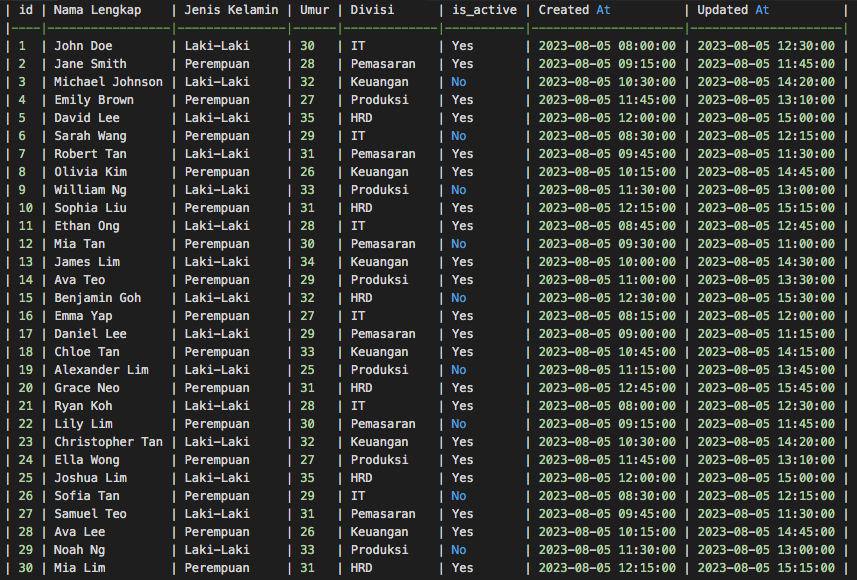 | id | Nama Lengkap | Jenis Kelamin | Umur | Divisi | is_active | Created At | Updated At |
|----|-----------------|---------------|------|-------------|-----------|---------------------|---------------------|
| 1 | John Doe | Laki-Laki | 30 | IT | Yes | 2023-08-05 08:00:00 | 2023-08-05 12:30:00 |
| 2 | Jane Smith | Perempuan | 28 | Pemasaran | Yes | 2023-08-05 09:15:00 | 2023-08-05 11:45:00 |
| 3 | Michael Johnson | Laki-Laki | 32 | Keuangan | No | 2023-08-05 10:30:00 | 2023-08-05 14:20:00 |
| 4 | Emily Brown | Perempuan | 27 | Produksi | Yes | 2023-08-05 11:45:00 | 2023-08-05 13:10:00 |
| 5 | David Lee | Laki-Laki | 35 | HRD | Yes | 2023-08-05 12:00:00 | 2023-08-05 15:00:00 |
| 6 | Sarah Wang | Perempuan | 29 | IT | No | 2023-08-05 08:30:00 | 2023-08-05 12:15:00 |
| 7 | Robert Tan | Laki-Laki | 31 | Pemasaran | Yes | 2023-08-05 09:45:00 | 2023-08-05 11:30:00 |
| 8 | Olivia Kim | Perempuan | 26 | Keuangan | Yes | 2023-08-05 10:15:00 | 2023-08-05 14:45:00 |
| 9 | William Ng | Laki-Laki | 33 | Produksi | No | 2023-08-05 11:30:00 | 2023-08-05 13:00:00 |
| 10 | Sophia Liu | Perempuan | 31 | HRD | Yes | 2023-08-05 12:15:00 | 2023-08-05 15:15:00 |
| 11 | Ethan Ong | Laki-Laki | 28 | IT | Yes | 2023-08-05 08:45:00 | 2023-08-05 12:45:00 |
| 12 | Mia Tan | Perempuan | 30 | Pemasaran | No | 2023-08-05 09:30:00 | 2023-08-05 11:00:00 |
| 13 | James Lim | Laki-Laki | 34 | Keuangan | Yes | 2023-08-05 10:00:00 | 2023-08-05 14:30:00 |
| 14 | Ava Teo | Perempuan | 29 | Produksi | Yes | 2023-08-05 11:00:00 | 2023-08-05 13:30:00 |
| 15 | Benjamin Goh | Laki-Laki | 32 | HRD | No | 2023-08-05 12:30:00 | 2023-08-05 15:30:00 |
| 16 | Emma Yap | Perempuan | 27 | IT | Yes | 2023-08-05 08:15:00 | 2023-08-05 12:00:00 |
| 17 | Daniel Lee | Laki-Laki | 29 | Pemasaran | Yes | 2023-08-05 09:00:00 | 2023-08-05 11:15:00 |
| 18 | Chloe Tan | Perempuan | 33 | Keuangan | Yes | 2023-08-05 10:45:00 | 2023-08-05 14:15:00 |
| 19 | Alexander Lim | Laki-Laki | 25 | Produksi | No | 2023-08-05 11:15:00 | 2023-08-05 13:45:00 |
| 20 | Grace Neo | Perempuan | 31 | HRD | Yes | 2023-08-05 12:45:00 | 2023-08-05 15:45:00 |
| 21 | Ryan Koh | Laki-Laki | 28 | IT | Yes | 2023-08-05 08:00:00 | 2023-08-05 12:30:00 |
| 22 | Lily Lim | Perempuan | 30 | Pemasaran | No | 2023-08-05 09:15:00 | 2023-08-05 11:45:00 |
| 23 | Christopher Tan | Laki-Laki | 32 | Keuangan | Yes | 2023-08-05 10:30:00 | 2023-08-05 14:20:00 |
| 24 | Ella Wong | Perempuan | 27 | Produksi | Yes | 2023-08-05 11:45:00 | 2023-08-05 13:10:00 |
| 25 | Joshua Lim | Laki-Laki | 35 | HRD | Yes | 2023-08-05 12:00:00 | 2023-08-05 15:00:00 |
| 26 | Sofia Tan | Perempuan | 29 | IT | No | 2023-08-05 08:30:00 | 2023-08-05 12:15:00 |
| 27 | Samuel Teo | Laki-Laki | 31 | Pemasaran | Yes | 2023-08-05 09:45:00 | 2023-08-05 11:30:00 |
| 28 | Ava Lee | Perempuan | 26 | Keuangan | Yes | 2023-08-05 10:15:00 | 2023-08-05 14:45:00 |
| 29 | Noah Ng | Laki-Laki | 33 | Produksi | No | 2023-08-05 11:30:00 | 2023-08-05 13:00:00 |
| 30 | Mia Lim | Perempuan | 31 | HRD | Yes | 2023-08-05 12:15:00 | 2023-08-05 15:15:00 |